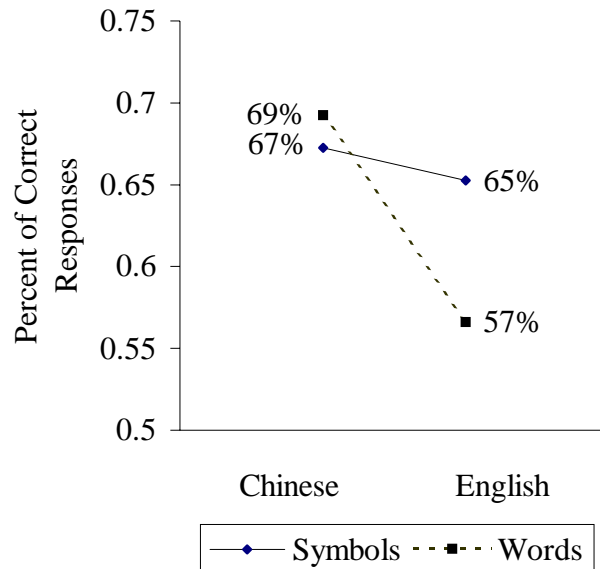 Percent of Correct
Responses
0.75
0.7
0.65
0.6
0.55
0.5
69%
67%
65%
57%
Chinese English
Symbols Words